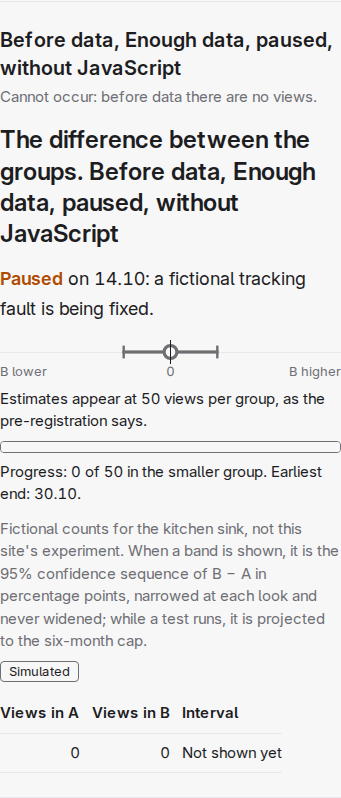 Before data, Enough data, paused,
without JavaScript
Cannot occur: before data there are no views.
The difference between the
groups. Before data, Enough
data, paused, without
JavaScript
Paused on 14.10: a fictional tracking
fault is being fixed.
B lower 0 B higher
Estimates appear at 50 views per group, as the
pre-registration says.
Progress: 0 of 50 in the smaller group. Earliest
end: 30.10.
Fictional counts for the kitchen sink, not this
site's experiment. When a band is shown, it is the
95% confidence sequence of B − A in
percentage points, narrowed at each look and
never widened; while a test runs, it is projected
to the six-month cap.
Simulated
Views in A Views in B Interval
0 0 Not shown yet